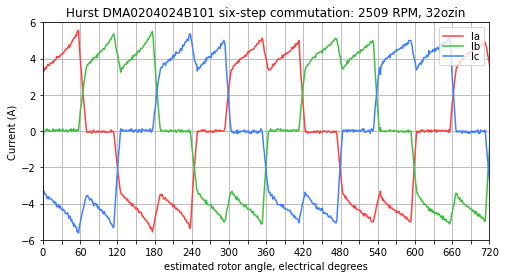 Hurst DMA0204024B101 six-step commutation: 2509 RPM, 32ozin
Current (A)
6
4
2
0
−2
−4
−6
Ia
Ib
Ic
0 60 120 180 240 300 360 420 480 540 600 660 720
estimated rotor angle, electrical degrees